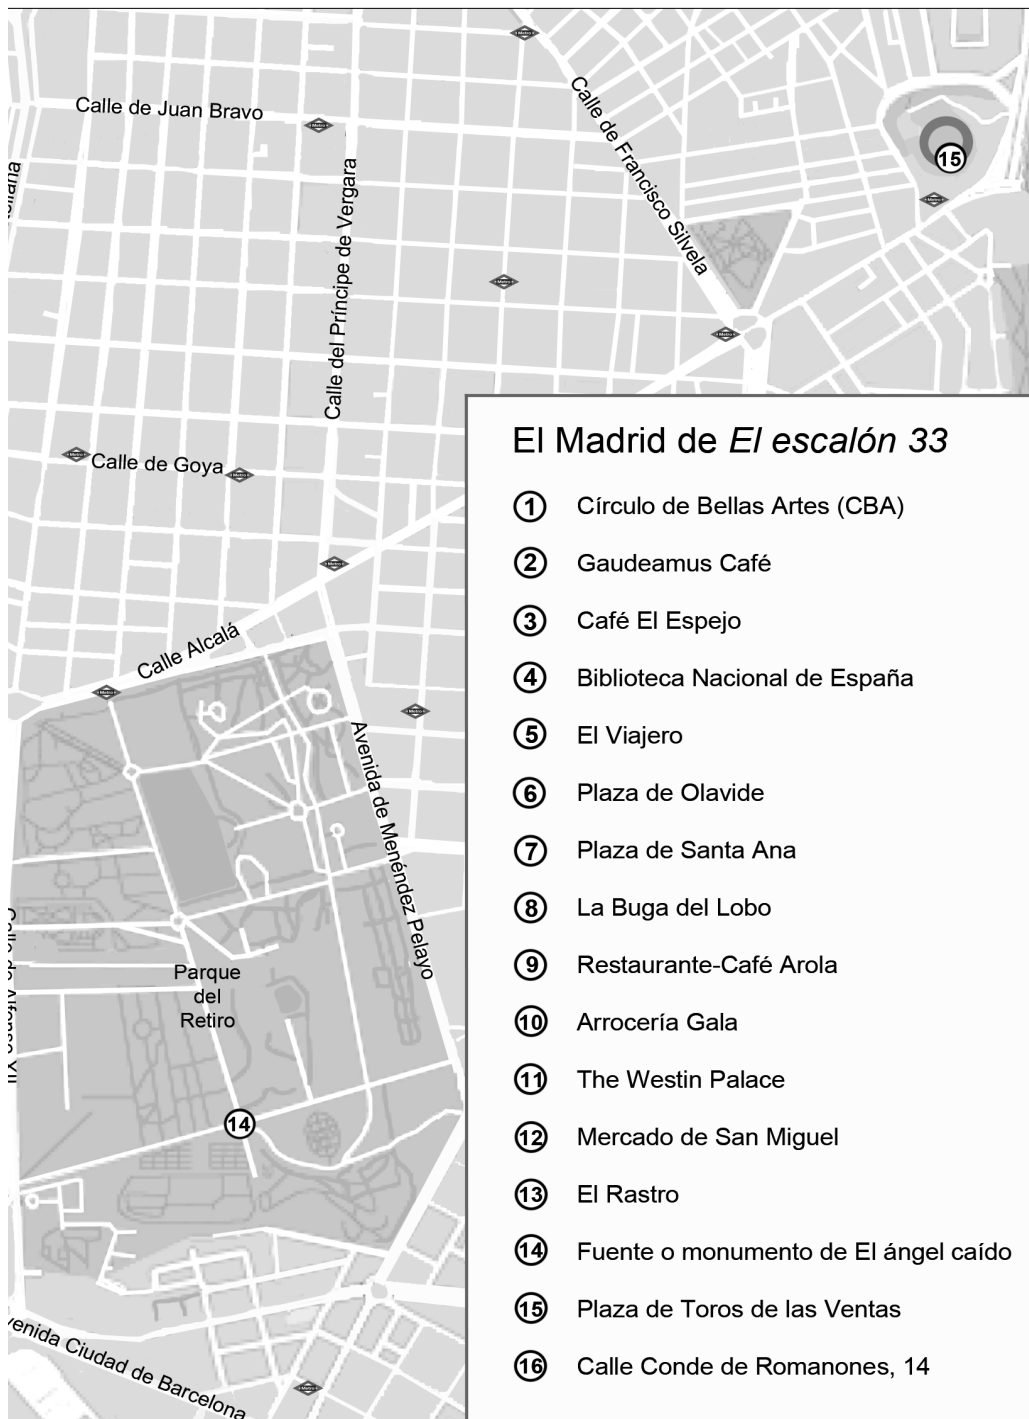 Calle de Juan Bravo
Calle de Francisco Silvela
15
Calle del Príncipe de Vergara
Metro
Calle de Goya
Calle Alcalá
Avenida de Menéndez Pelayo
Parque
del
Retiro
14
El Madrid de El escalón 33
1 Círculo de Bellas Artes (CBA)
2 Gaudeamus Café
3 Café El Espejo
4 Biblioteca Nacional de España
5 El Viajero
6 Plaza de Olavide
7 Plaza de Santa Ana
8 La Buga del Lobo
9 Restaurante-Café Arola
10 Arrocería Gala
11 The Westin Palace
12 Mercado de San Miguel
13 El Rastro
14 Fuente o monumento de El ángel caído
15 Plaza de Toros de las Ventas
16 Calle Conde de Romanones, 14
venida Ciudad de Barcelona